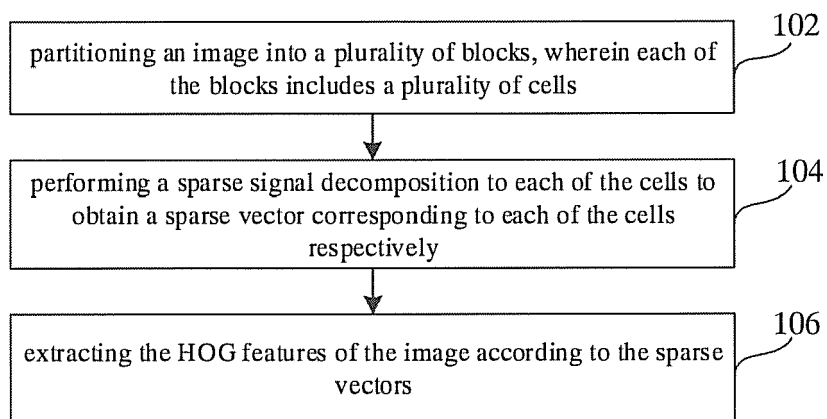 102
partitioning an image into a plurality of blocks, wherein each of
the blocks includes a plurality of cells
104
performing a sparse signal decomposition to each of the cells to
obtain a sparse vector corresponding to each of the cells
respectively
106
extracting the HOG features of the image according to the sparse
vectors